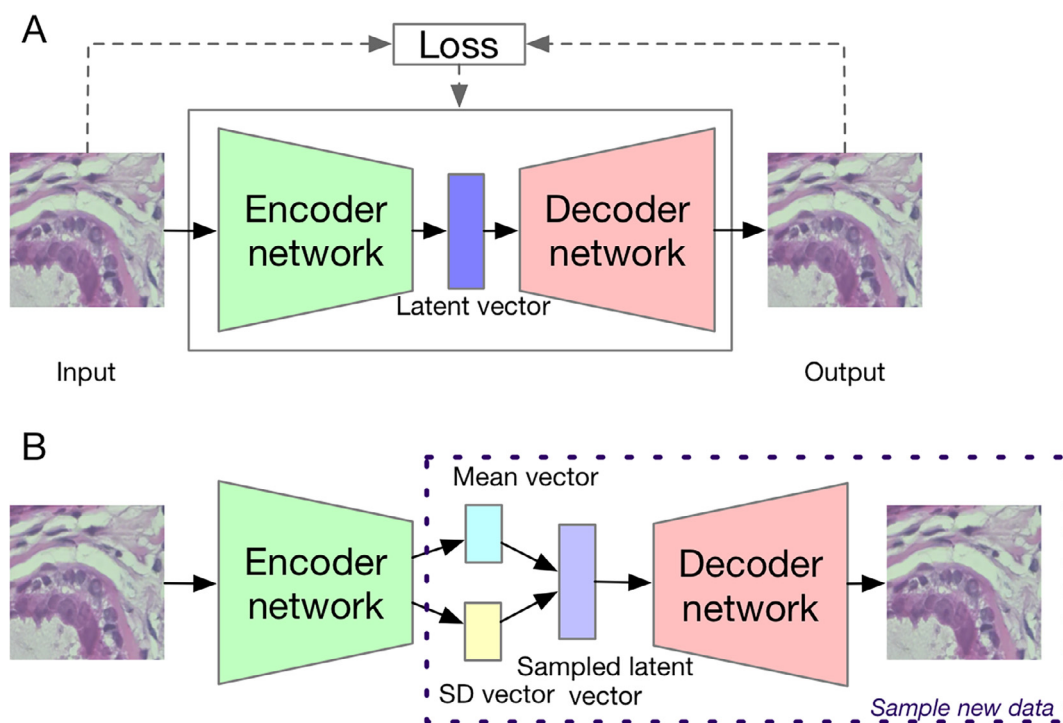 A
Loss
Encoder
network
Latent vector
Decoder
network
Input
Output
B
Encoder
network
Mean vector
SD vector
Sampled latent
vector
Decoder
network
Sample new data